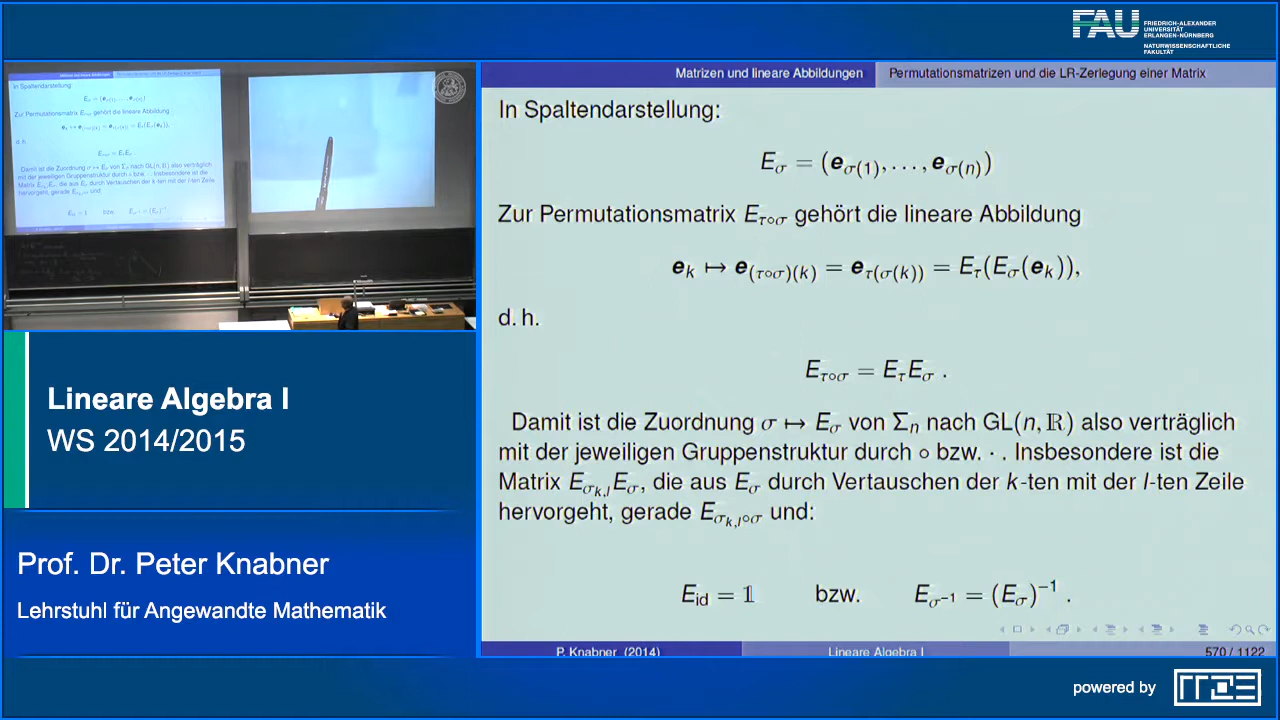 FAU FRIEDRICH-ALEXANDER
UNIVERSITÄT
ERLANGEN-NÜRNBERG
NATURWISSENSCHAFTLICHE
FAKULTÄT
Matrizen und lineare Abbildungen Permutationsmatrizen und die LR-Zerlegung einer Matrix
In Spaltendarstellung:
E_σ = (e_σ(1), . . . , e_σ(n))
Zur Permutationsmatrix E_τ∘σ gehört die lineare Abbildung
e_k ↦ e_(τ∘σ)(k) = e_τ(σ(k)) = E_τ(E_σ(e_k)),
d. h.
E_τ∘σ = E_τ E_σ .
Damit ist die Zuordnung σ ↦ E_σ von Σ_n nach GL(n, ℝ) also verträglich
mit der jeweiligen Gruppenstruktur durch ∘ bzw. · . Insbesondere ist die
Matrix E_σ_k,l E_σ, die aus E_σ durch Vertauschen der k-ten mit der l-ten Zeile
hervorgeht, gerade E_σ_k,l∘σ und:
E_id = 𝟙 bzw. E_σ⁻¹ = (E_σ)⁻¹ .
P. Knabner (2014) Lineare Algebra I 570 / 1122
Lineare Algebra I
WS 2014/2015
Prof. Dr. Peter Knabner
Lehrstuhl für Angewandte Mathematik
powered by RRZE